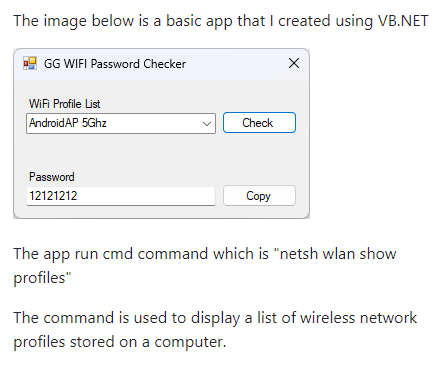 The image below is a basic app that I created using VB.NET
GG WIFI Password Checker
WiFi Profile List
AndroidAP 5Ghz
Check
Password
12121212
Copy
The app run cmd command which is "netsh wlan show
profiles"
The command is used to display a list of wireless network
profiles stored on a computer.